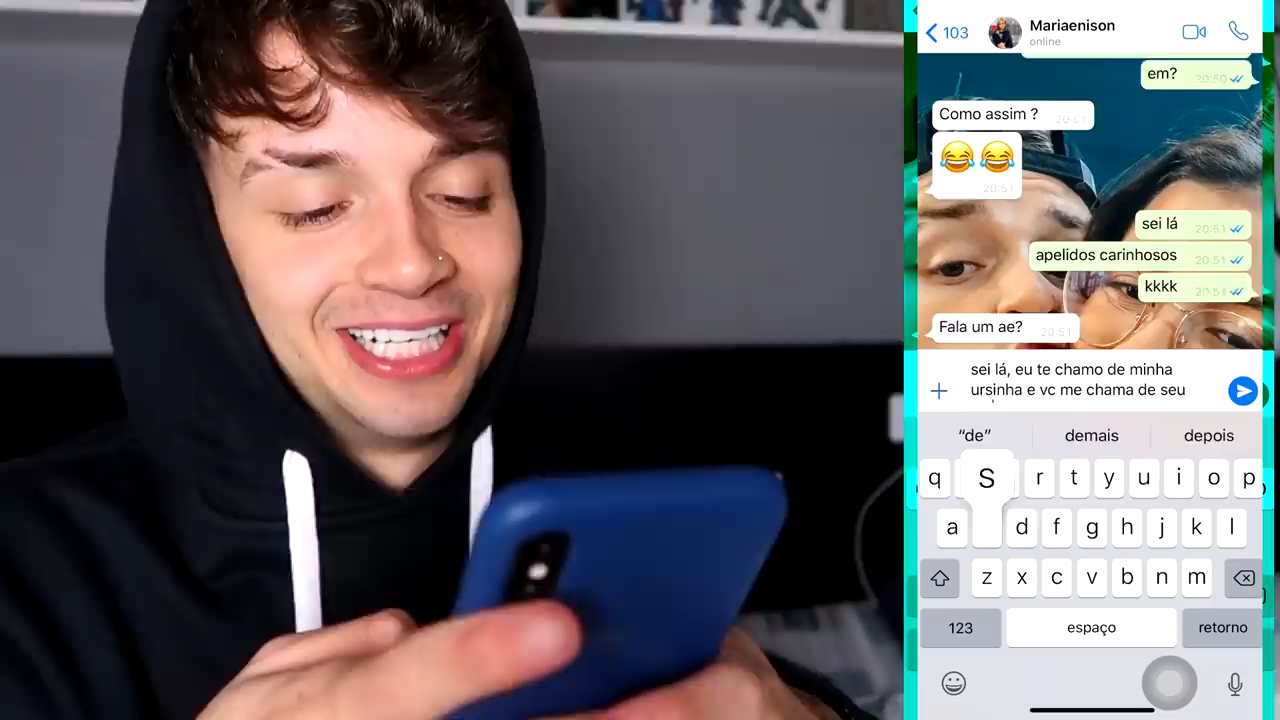 103
Mariaenison
online
em?
20:50
Como assim ?
20:51
20:51
sei lá
20:51
apelidos carinhosos
20:51
kkkk
20:51
Fala um ae?
20:51
sei lá, eu te chamo de minha
ursinha e vc me chama de seu
“de”
demais
depois
q
S
r
t
y
u
i
o
p
a
d
f
g
h
j
k
l
z
x
c
v
b
n
m
123
espaço
retorno